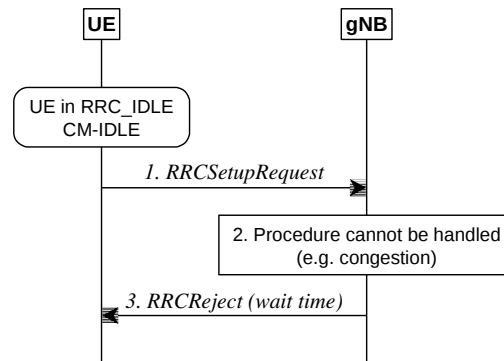 UE
gNB
UE in RRC_IDLE
CM-IDLE
1. RRCSetupRequest
2. Procedure cannot be handled
(e.g. congestion)
3. RRCReject (wait time)